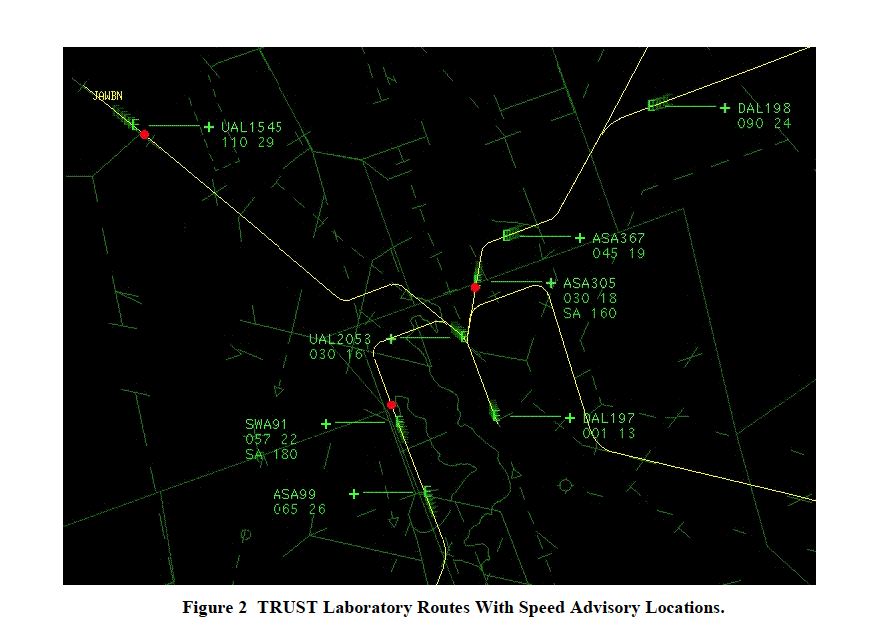 JAWBN
UAL1545
110 29
DAL198
090 24
ASA367
045 19
ASA305
030 18
SA 160
UAL2053
030 16
SWA91
057 22
SA 180
DAL197
001 13
ASA99
065 26
Figure 2 TRUST Laboratory Routes With Speed Advisory Locations.